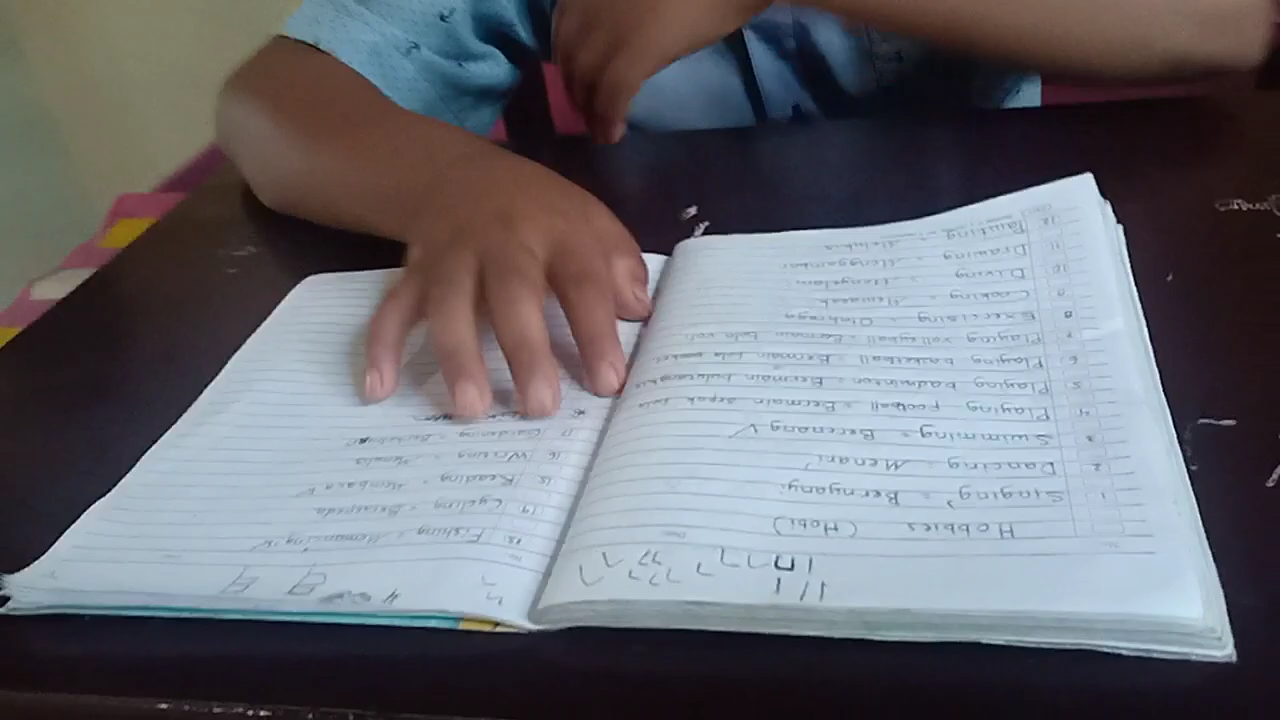 Hobbies (Hobi)
1 Singing = Bernyanyi
2 Dancing = Menari
3 Swimming = Berenang √
4 Playing Football = Bermain sepak bola
5 Playing badminton = Bermain bulutangkis
6 Playing basketball = Bermain bola basket
7 Playing volleyball = Bermain bola voli
8 Exercising = Olahraga
9 Cooking = Memasak
10 Diving = Menyelam
11 Drawing = Menggambar
12 Painting = Melukis
13 Fishing = Memancing
14 Cycling = Bersepeda
15 Reading = Membaca √
16 Writing = Menulis
17 Gardening = Berkebun